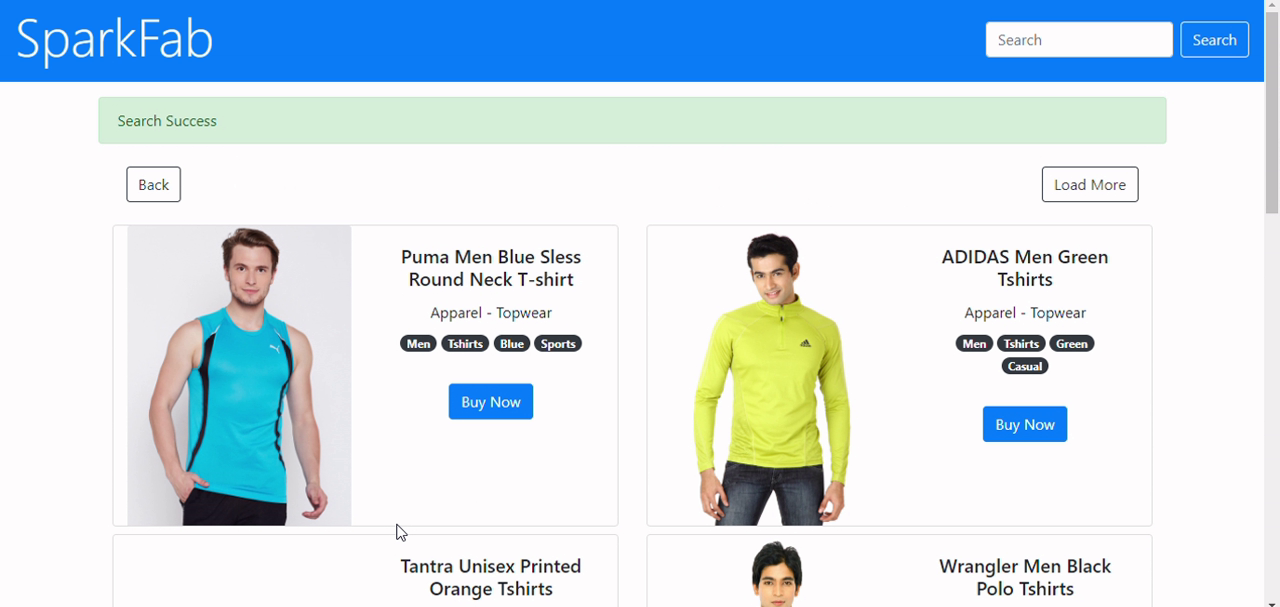 SparkFab
Search
Search
Search Success
Back
Load More
Puma Men Blue Sless
Round Neck T-shirt
Apparel - Topwear
Men Tshirts Blue Sports
Buy Now
ADIDAS Men Green
Tshirts
Apparel - Topwear
Men Tshirts Green
Casual
Buy Now
Tantra Unisex Printed
Orange Tshirts
Wrangler Men Black
Polo Tshirts